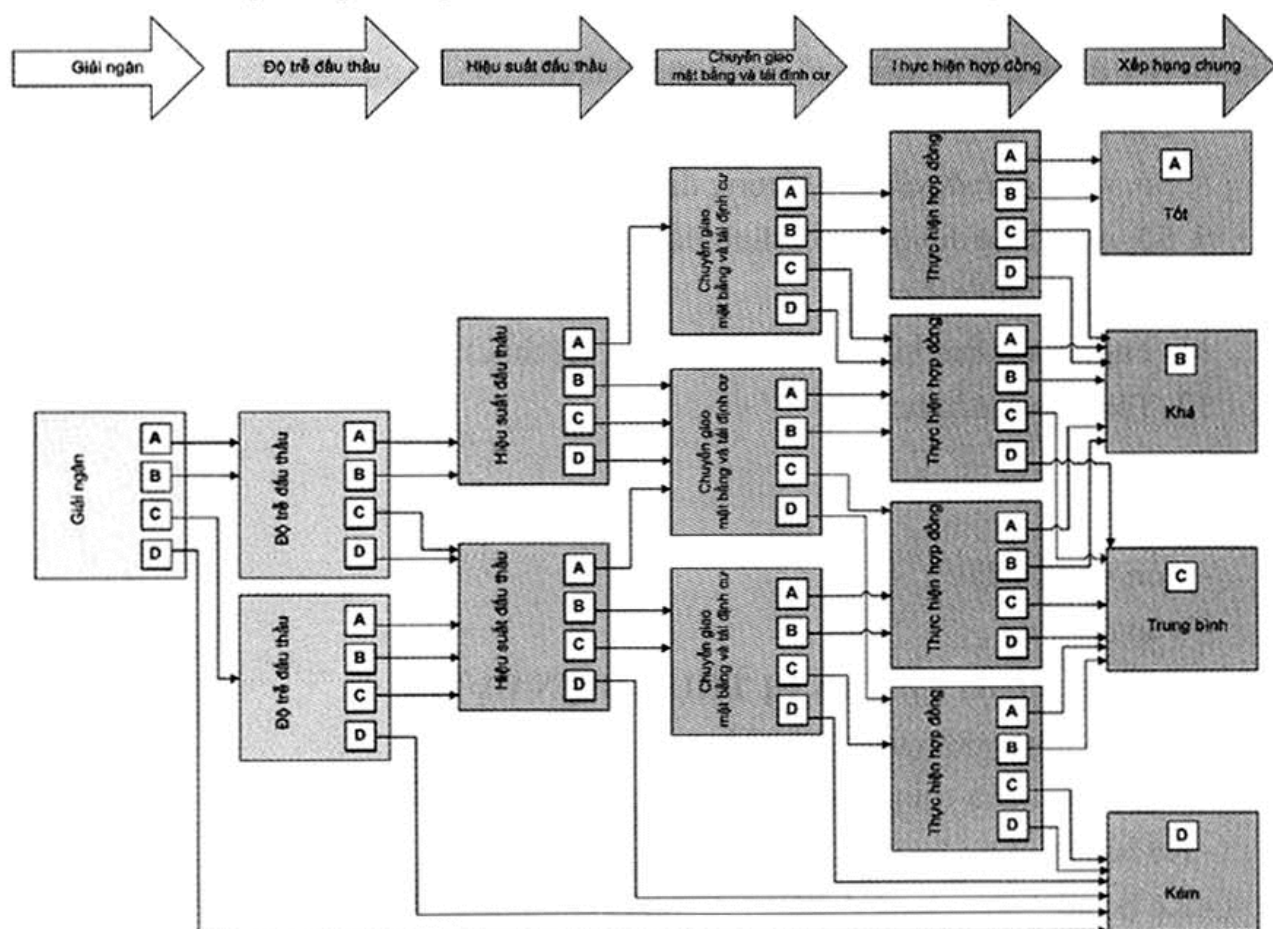 Giải ngân
Độ trễ đấu thầu
Hiệu suất đấu thầu
Chuyển giao
mặt bằng và tái định cư
Thực hiện hợp đồng
Xếp hạng chung
Giải ngân
A
B
C
D
Độ trễ đấu thầu
A
B
C
D
Độ trễ đấu thầu
A
B
C
D
Hiệu suất đấu thầu
A
B
C
D
Hiệu suất đấu thầu
A
B
C
D
Chuyển giao
mặt bằng và tái định cư
A
B
C
D
Chuyển giao
mặt bằng và tái định cư
A
B
C
D
Chuyển giao
mặt bằng và tái định cư
A
B
C
D
Thực hiện hợp đồng
A
B
C
D
Thực hiện hợp đồng
A
B
C
D
Thực hiện hợp đồng
A
B
C
D
Thực hiện hợp đồng
A
B
C
D
A
Tốt
B
Khá
C
Trung bình
D
Kém